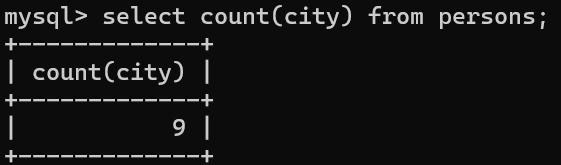 mysql> select count(city) from persons;
+-------------+
| count(city) |
+-------------+
|           9 |
+-------------+